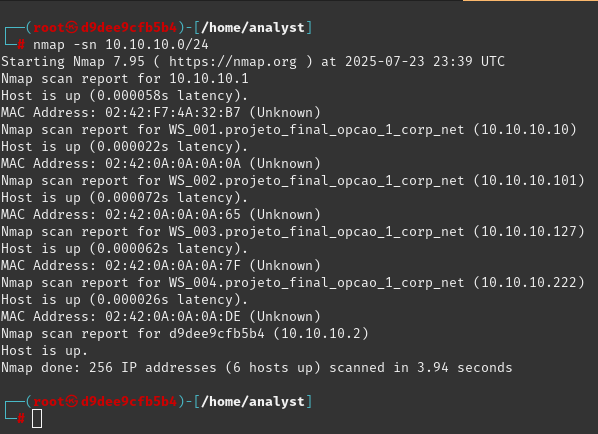 ┌──(root㉿d9dee9cfb5b4)-[/home/analyst]
└─# nmap -sn 10.10.10.0/24
Starting Nmap 7.95 ( https://nmap.org ) at 2025-07-23 23:39 UTC
Nmap scan report for 10.10.10.1
Host is up (0.000058s latency).
MAC Address: 02:42:F7:4A:32:B7 (Unknown)
Nmap scan report for WS_001.projeto_final_opcao_1_corp_net (10.10.10.10)
Host is up (0.000022s latency).
MAC Address: 02:42:0A:0A:0A:0A (Unknown)
Nmap scan report for WS_002.projeto_final_opcao_1_corp_net (10.10.10.101)
Host is up (0.000072s latency).
MAC Address: 02:42:0A:0A:0A:65 (Unknown)
Nmap scan report for WS_003.projeto_final_opcao_1_corp_net (10.10.10.127)
Host is up (0.000062s latency).
MAC Address: 02:42:0A:0A:0A:7F (Unknown)
Nmap scan report for WS_004.projeto_final_opcao_1_corp_net (10.10.10.222)
Host is up (0.000026s latency).
MAC Address: 02:42:0A:0A:0A:DE (Unknown)
Nmap scan report for d9dee9cfb5b4 (10.10.10.2)
Host is up.
Nmap done: 256 IP addresses (6 hosts up) scanned in 3.94 seconds
┌──(root㉿d9dee9cfb5b4)-[/home/analyst]
└─#